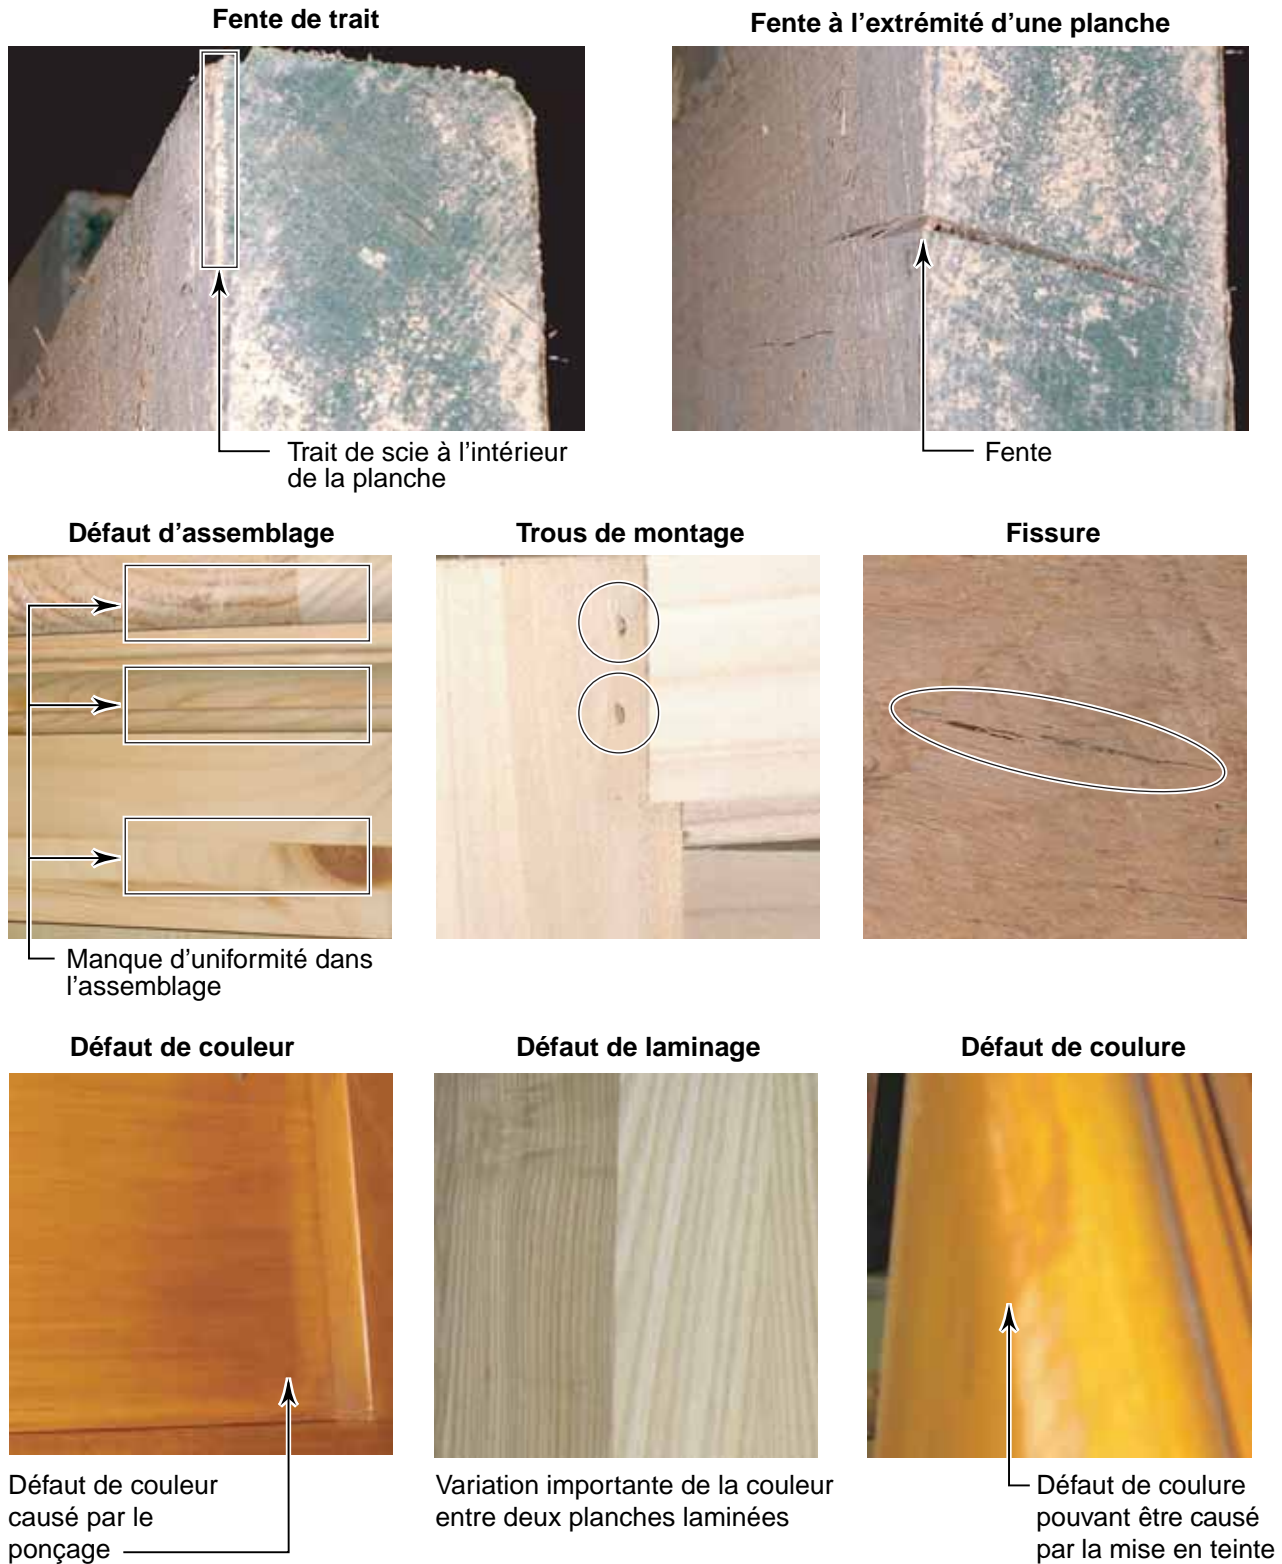 Fente de trait
Fente à l’extrémité d’une planche
Trait de scie à l’intérieur
de la planche
Fente
Défaut d’assemblage
Trous de montage
Fissure
Manque d’uniformité dans
l’assemblage
Défaut de couleur
Défaut de laminage
Défaut de coulure
Défaut de couleur
causé par le
ponçage
Variation importante de la couleur
entre deux planches laminées
Défaut de coulure
pouvant être causé
par la mise en teinte